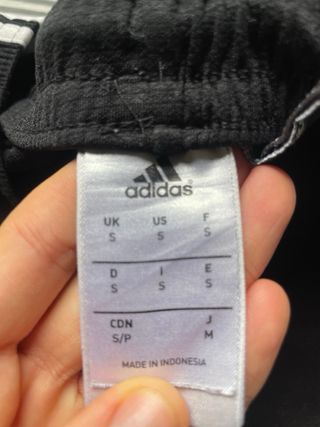 adidas®
UK US F
S S S
D I E
S S S
CDN J
S/P M
MADE IN INDONESIA